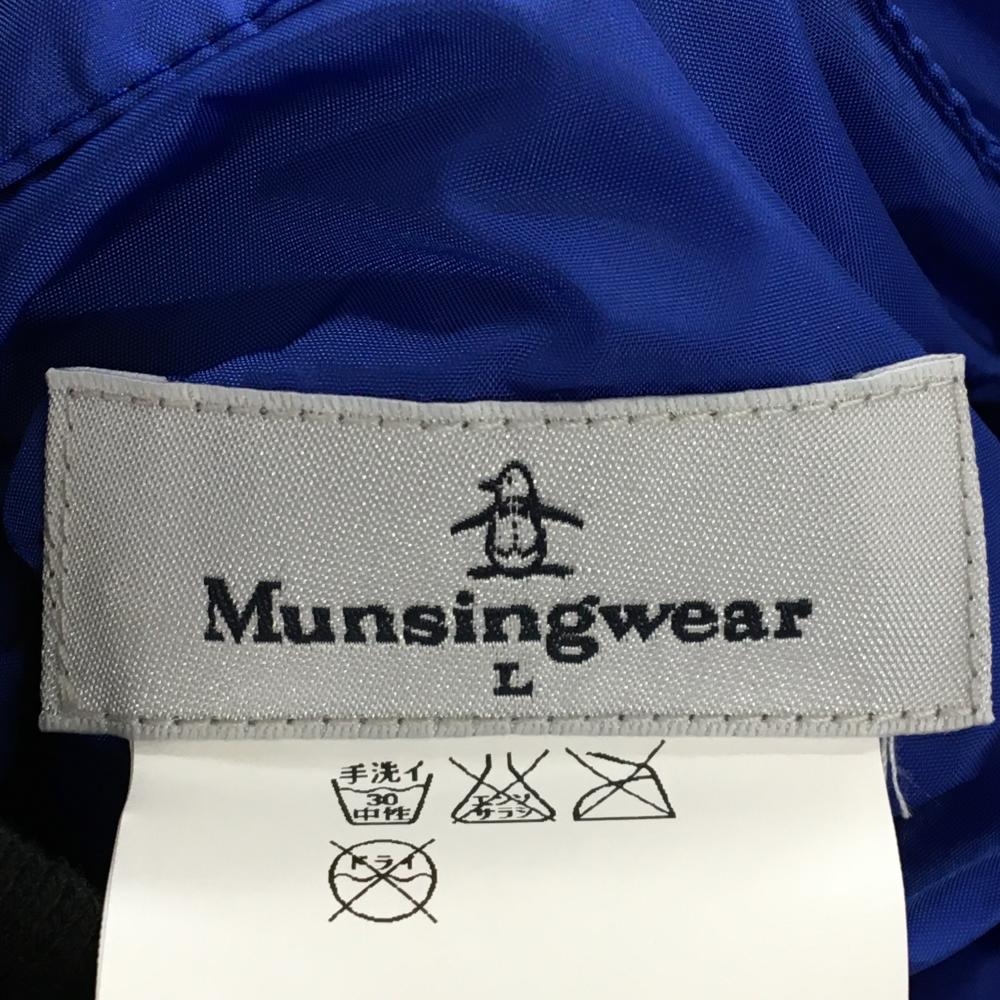 Munsingwear
L
手洗イ
30
中性
エンソ
サラシ
ドライ